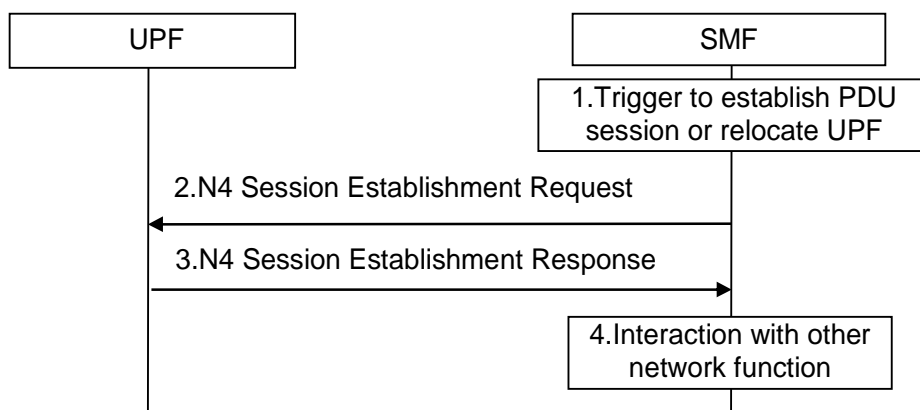 UPF
SMF
1.Trigger to establish PDU
session or relocate UPF
2.N4 Session Establishment Request
3.N4 Session Establishment Response
4.Interaction with other
network function